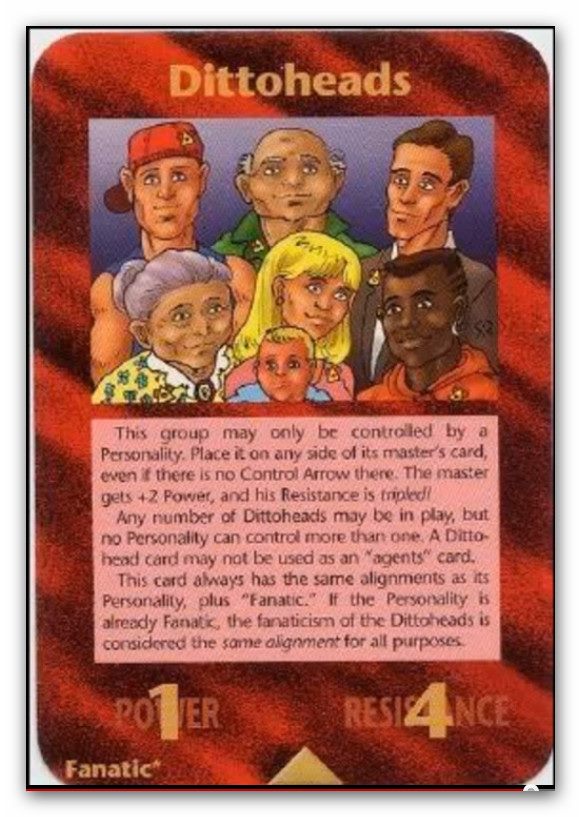 Dittoheads
This group may only be controlled by a
Personality. Place it on any side of its master's card,
even if there is no Control Arrow there. The master
gets +2 Power, and his Resistance is tripled!
Any number of Dittoheads may be in play, but
no Personality can control more than one. A Ditto-
head card may not be used as an "agents" card.
This card always has the same alignments as its
Personality, plus "Fanatic." If the Personality is
already Fanatic, the fanaticism of the Dittoheads is
considered the same alignment for all purposes.
POWER 1 RESISTANCE 4
Fanatic*